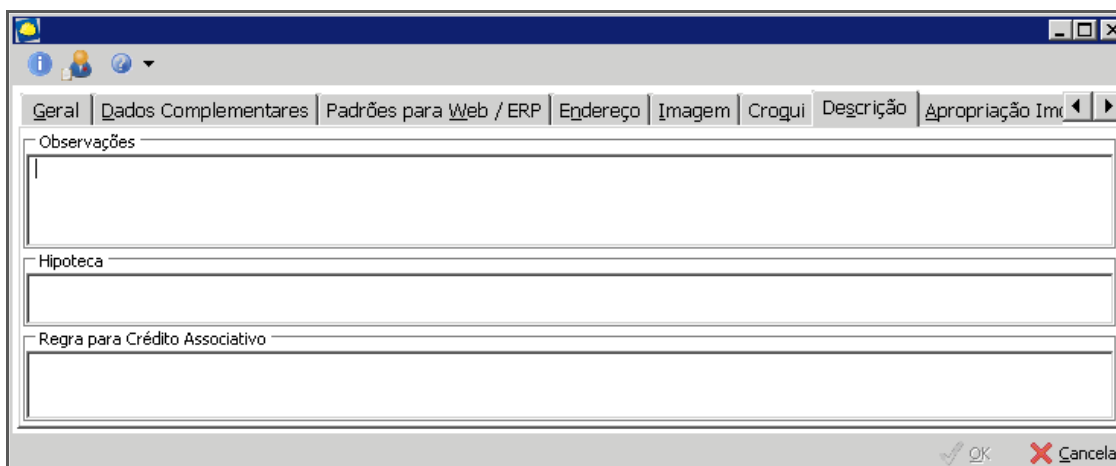 Geral Dados Complementares Padrões para Web / ERP Endereço Imagem Croqui Descrição Apropriação Imo
Observações
Hipoteca
Regra para Crédito Associativo
OK Cancela